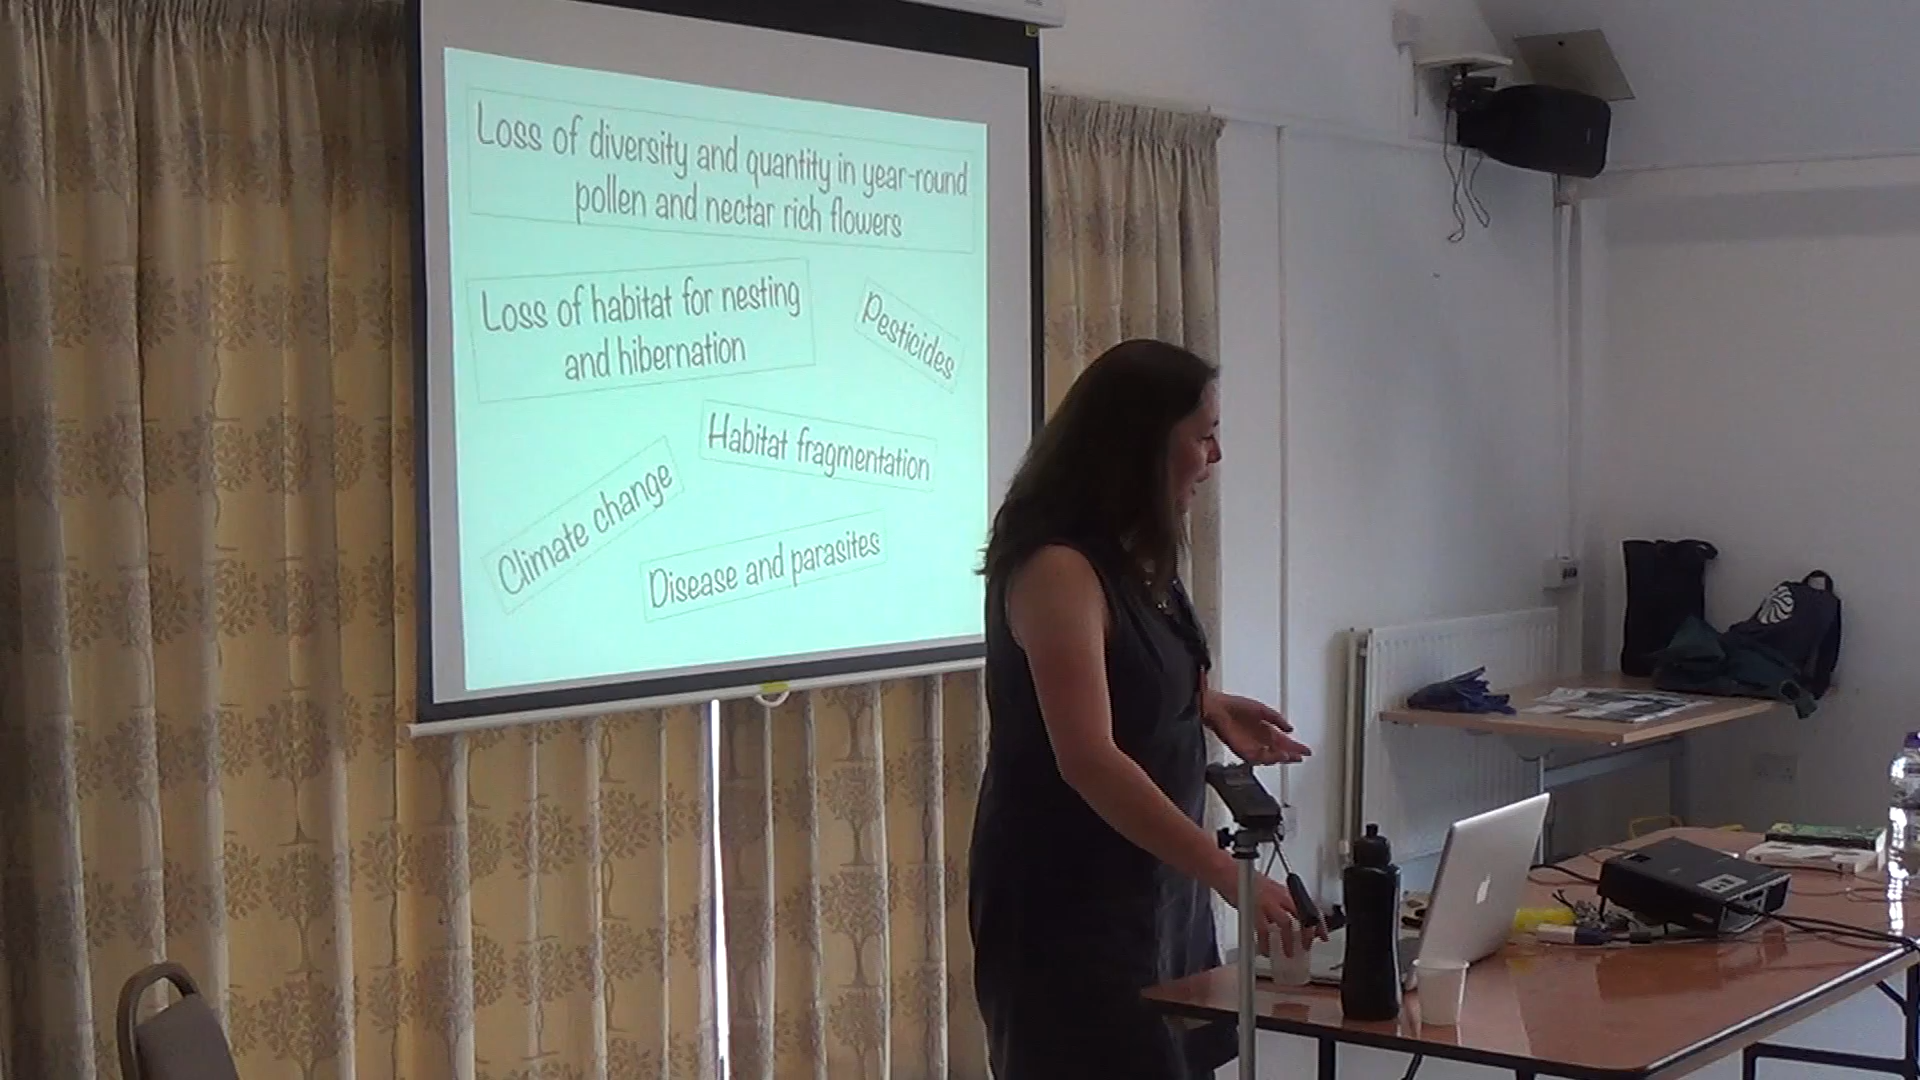 Loss of diversity and quantity in year-round
pollen and nectar rich flowers
Loss of habitat for nesting
and hibernation
Pesticides
Habitat fragmentation
Climate change
Disease and parasites